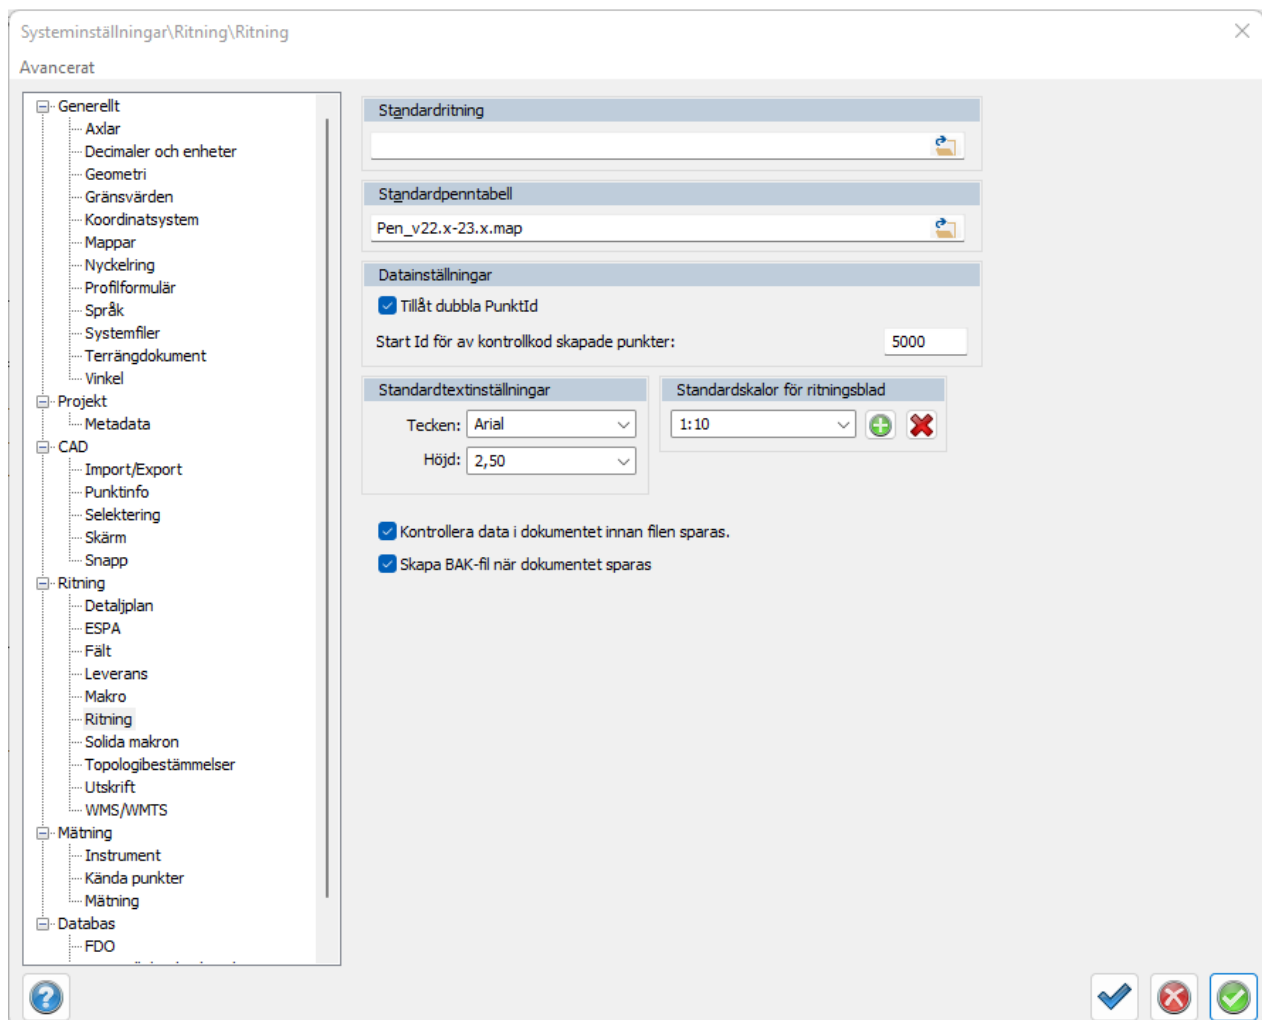 Systeminställningar\Ritning\Ritning
Avancerat
Generellt
Axlar
Decimaler och enheter
Geometri
Gränsvärden
Koordinatsystem
Mappar
Nyckelring
Profilformulär
Språk
Systemfiler
Terrängdokument
Vinkel
Projekt
Metadata
CAD
Import/Export
Punktinfo
Selektering
Skärm
Snapp
Ritning
Detaljplan
ESPA
Fält
Leverans
Makro
Ritning
Solida makron
Topologibestämmelser
Utskrift
WMS/WMTS
Mätning
Instrument
Kända punkter
Mätning
Databas
FDO
Standardritning
Standardpenntabell
Pen_v22.x-23.x.map
Datainställningar
Tillåt dubbla PunktId
Start Id för av kontrollkod skapade punkter: 5000
Standardtextinställningar
Tecken: Arial
Höjd: 2,50
Standardskalor för ritningsblad
1:10
Kontrollera data i dokumentet innan filen sparas.
Skapa BAK-fil när dokumentet sparas